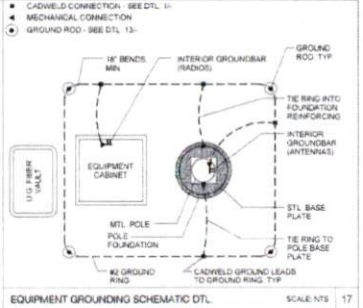 CADWELD CONNECTION - SEE DTL.
MECHANICAL CONNECTION
GROUND ROD - SEE DTL. 13/-
18" BENDS
MIN
INTERIOR GROUNDBAR
(RADIOS)
GROUND
ROD, TYP
TIE RING INTO
FOUNDATION
REINFORCING
INTERIOR
GROUNDBAR
(ANTENNAS)
EQUIPMENT
CABINET
U.G. FIBER
VAULT
STL BASE
PLATE
MTL POLE
POLE
FOUNDATION
TIE RING TO
POLE BASE
PLATE
#2 GROUND
RING
CADWELD GROUND LEADS
TO GROUND RING, TYP
EQUIPMENT GROUNDING SCHEMATIC DTL.
SCALE: NTS
17